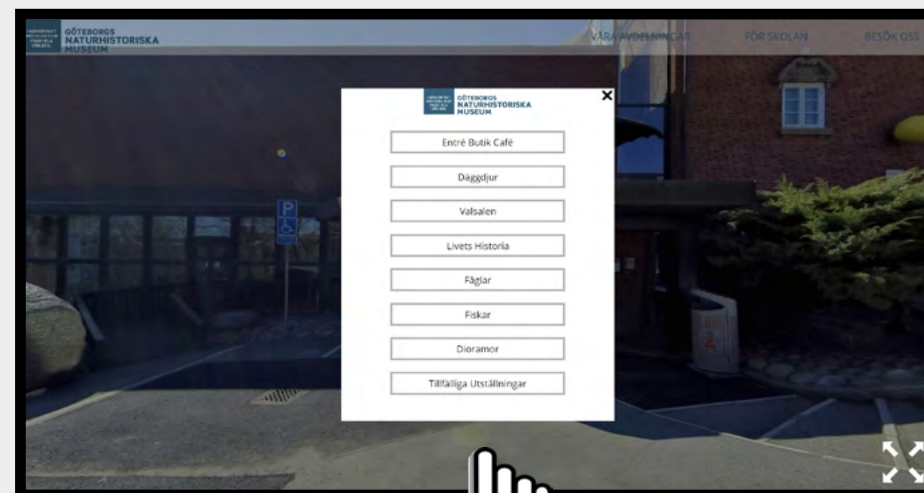 GÖTEBORGS
NATURHISTORISKA
MUSEUM
VÅRA AVDELNINGAR
FÖR SKOLAN
BESÖK OSS
GÖTEBORGS
NATURHISTORISKA
MUSEUM
Entré Butik Café
Däggdjur
Valsalen
Livets Historia
Fåglar
Fiskar
Dioramor
Tillfälliga Utställningar
P